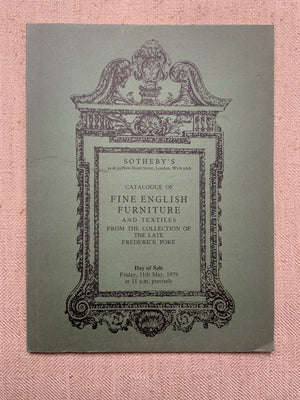 SOTHEBY'S
34 & 35 New Bond Street, London, W1A 2AA
CATALOGUE OF
FINE ENGLISH
FURNITURE
AND TEXTILES
FROM THE COLLECTION OF
THE LATE
FREDERICK POKE
Day of Sale
Friday, 11th May, 1979
at 11 a.m. precisely